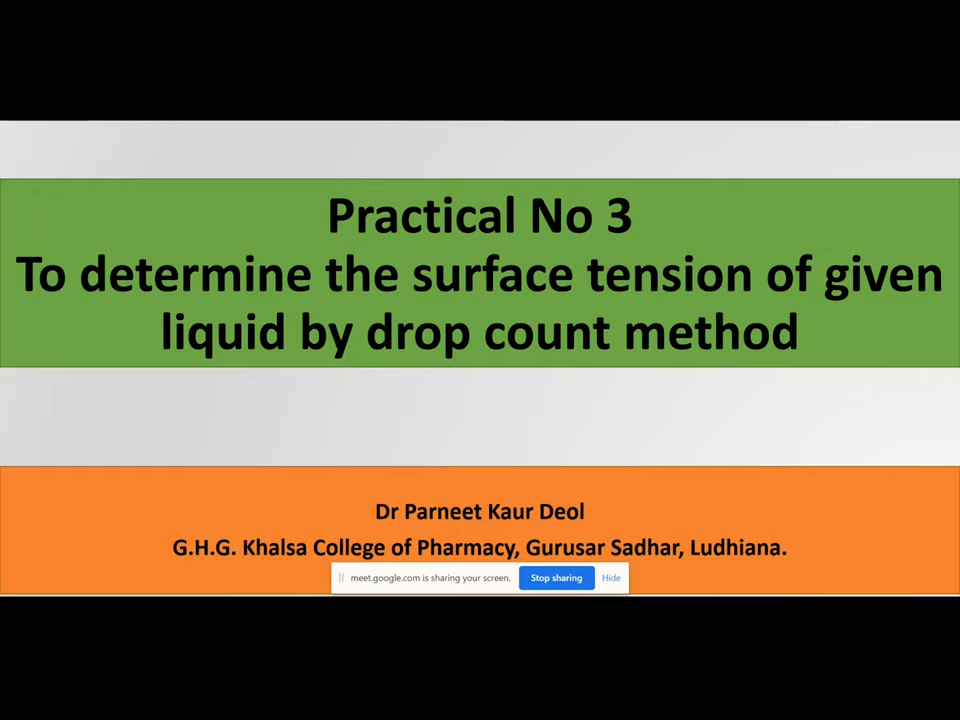 Practical No 3
To determine the surface tension of given
liquid by drop count method
Dr Parneet Kaur Deol
G.H.G. Khalsa College of Pharmacy, Gurusar Sadhar, Ludhiana.
meet.google.com is sharing your screen. Stop sharing Hide